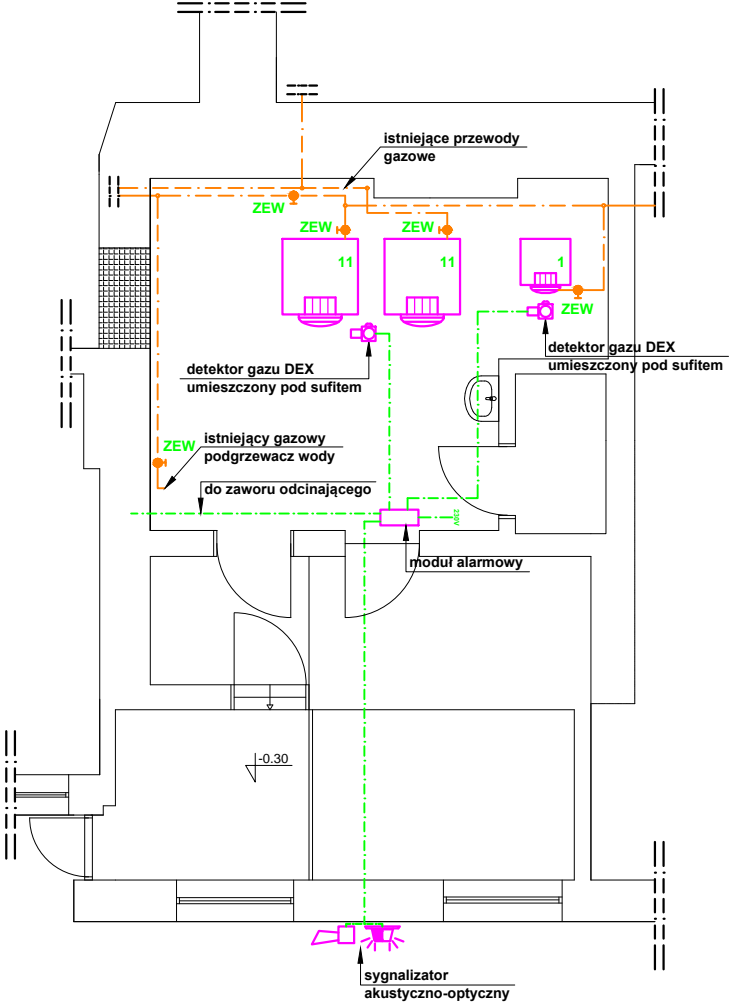 istniejące przewody
gazowe
ZEW
ZEW
ZEW
11
11
1
ZEW
detektor gazu DEX
umieszczony pod sufitem
detektor gazu DEX
umieszczony pod sufitem
ZEW
istniejący gazowy
podgrzewacz wody
do zaworu odcinającego
230V
moduł alarmowy
-0.30
sygnalizator
akustyczno-optyczny